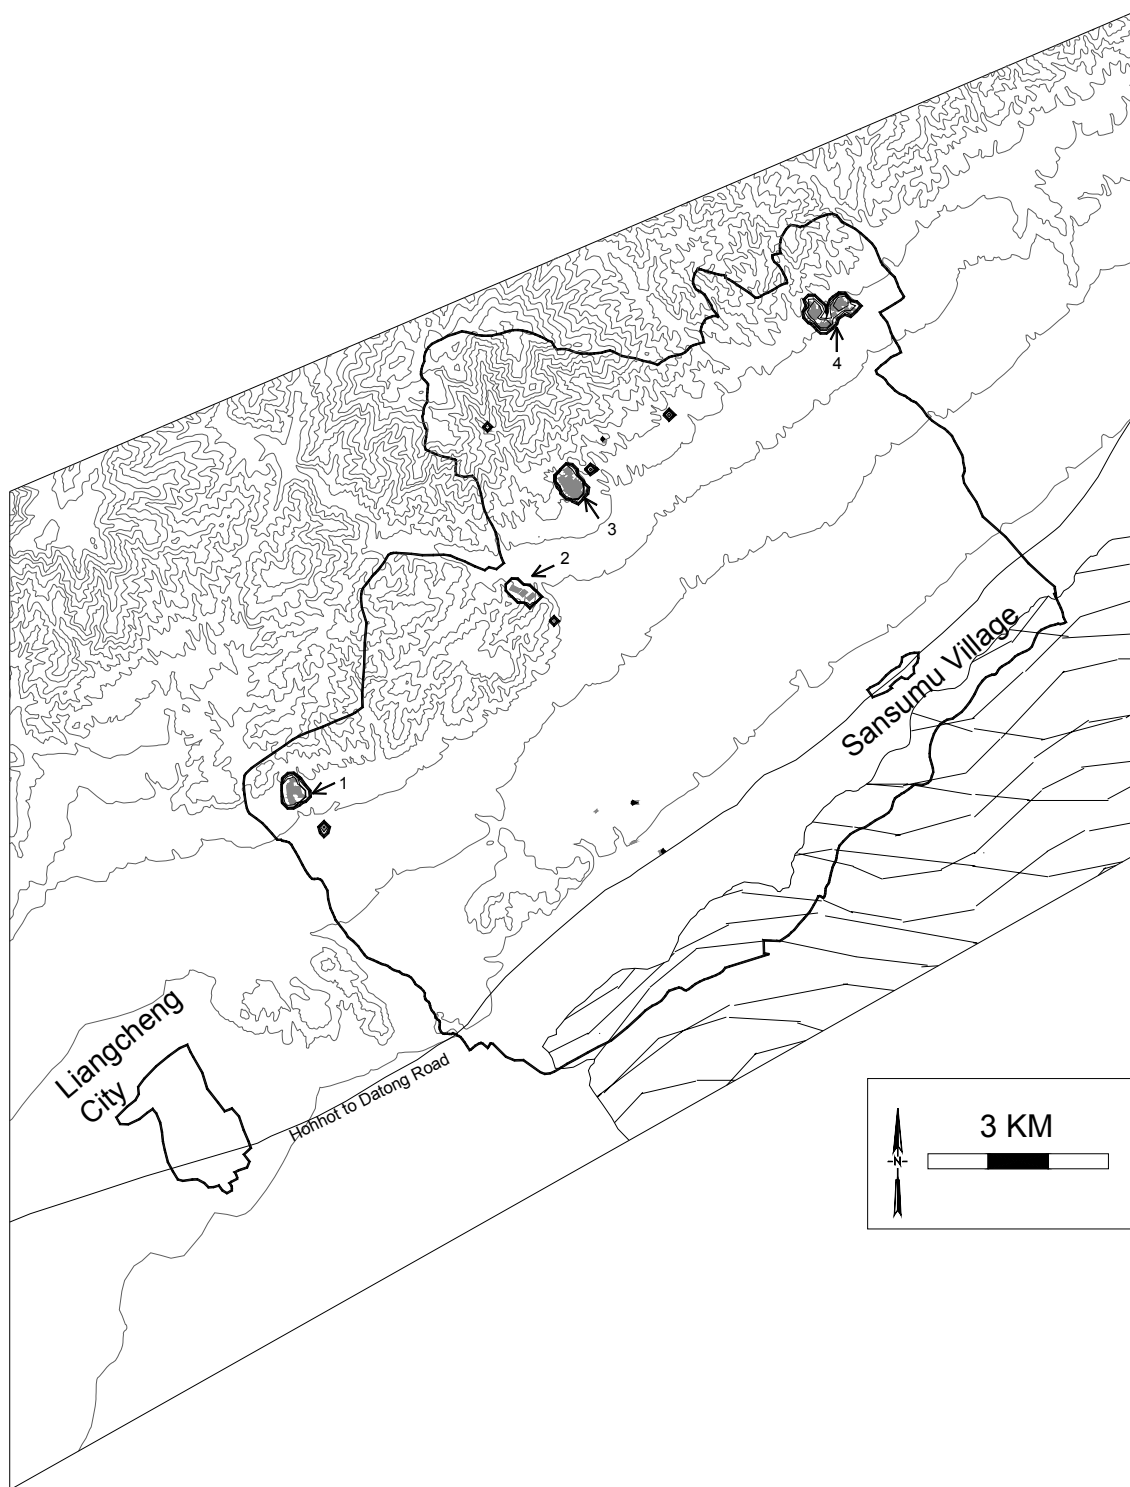 4
3
2
Sansumu Village
1
Liangcheng
City
Hohhot to Datong Road
3 KM
N